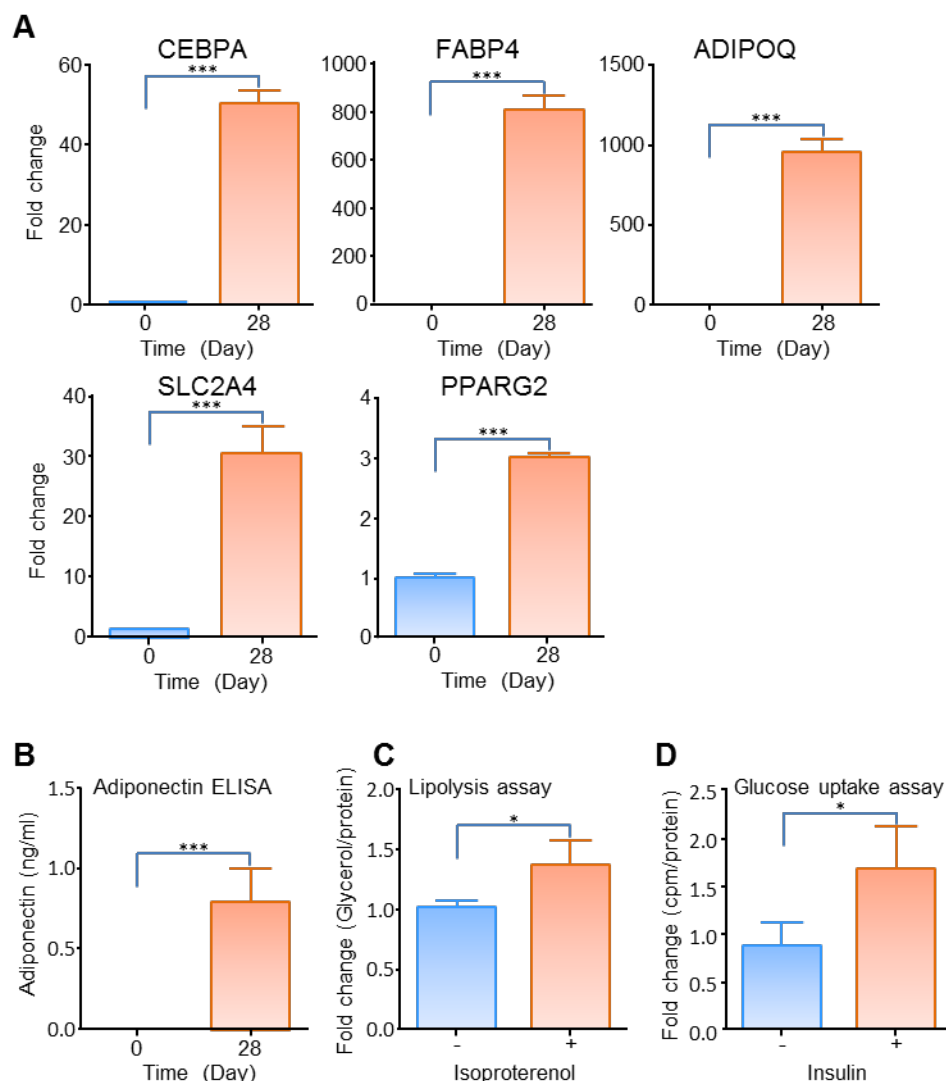 A
CEBPA
FABP4
ADIPOQ
60
40
20
0
Fold change
***
0 28
Time (Day)
1000
800
600
400
200
0
***
0 28
Time (Day)
1500
1000
500
0
***
0 28
Time (Day)
SLC2A4
PPARG2
40
30
20
10
0
Fold change
***
0 28
Time (Day)
4
3
2
1
0
***
0 28
Time (Day)
B
Adiponectin ELISA
1.5
1.0
0.5
0.0
Adiponectin (ng/ml)
***
0 28
Time (Day)
C
Lipolysis assay
2.0
1.5
1.0
0.5
0.0
Fold change (Glycerol/protein)
*
- +
Isoproterenol
D
Glucose uptake assay
2.5
2.0
1.5
1.0
0.5
0.0
Fold change (cpm/protein)
*
- +
Insulin